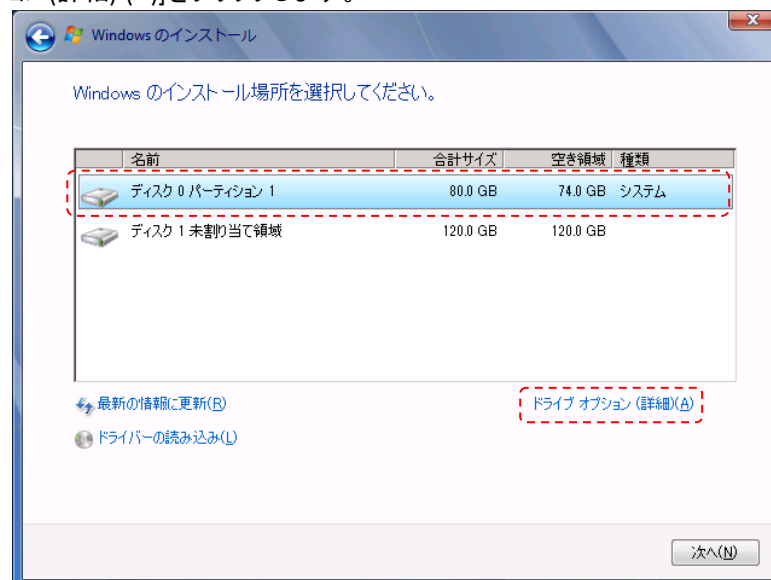 Windows のインストール
Windows のインストール場所を選択してください。
名前 合計サイズ 空き領域 種類
ディスク 0 パーティション 1 80.0 GB 74.0 GB システム
ディスク 1 未割り当て領域 120.0 GB 120.0 GB
最新の情報に更新(R) ドライブ オプション (詳細)(A)
ドライバーの読み込み(L)
次へ(N)